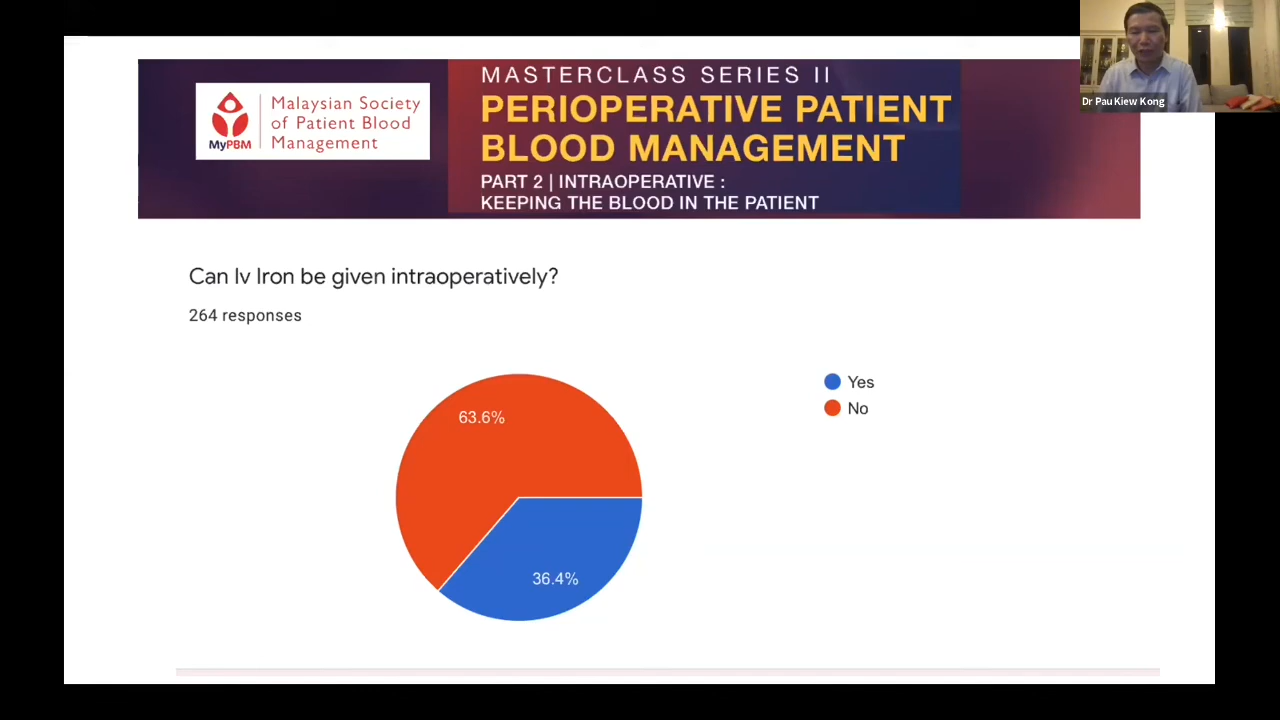 MASTERCLASS SERIES II
PERIOPERATIVE PATIENT
BLOOD MANAGEMENT
PART 2 | INTRAOPERATIVE :
KEEPING THE BLOOD IN THE PATIENT
MyPBM
Malaysian Society
of Patient Blood
Management
Dr Pau Kiew Kong
Can Iv Iron be given intraoperatively?
264 responses
63.6%
36.4%
Yes
No